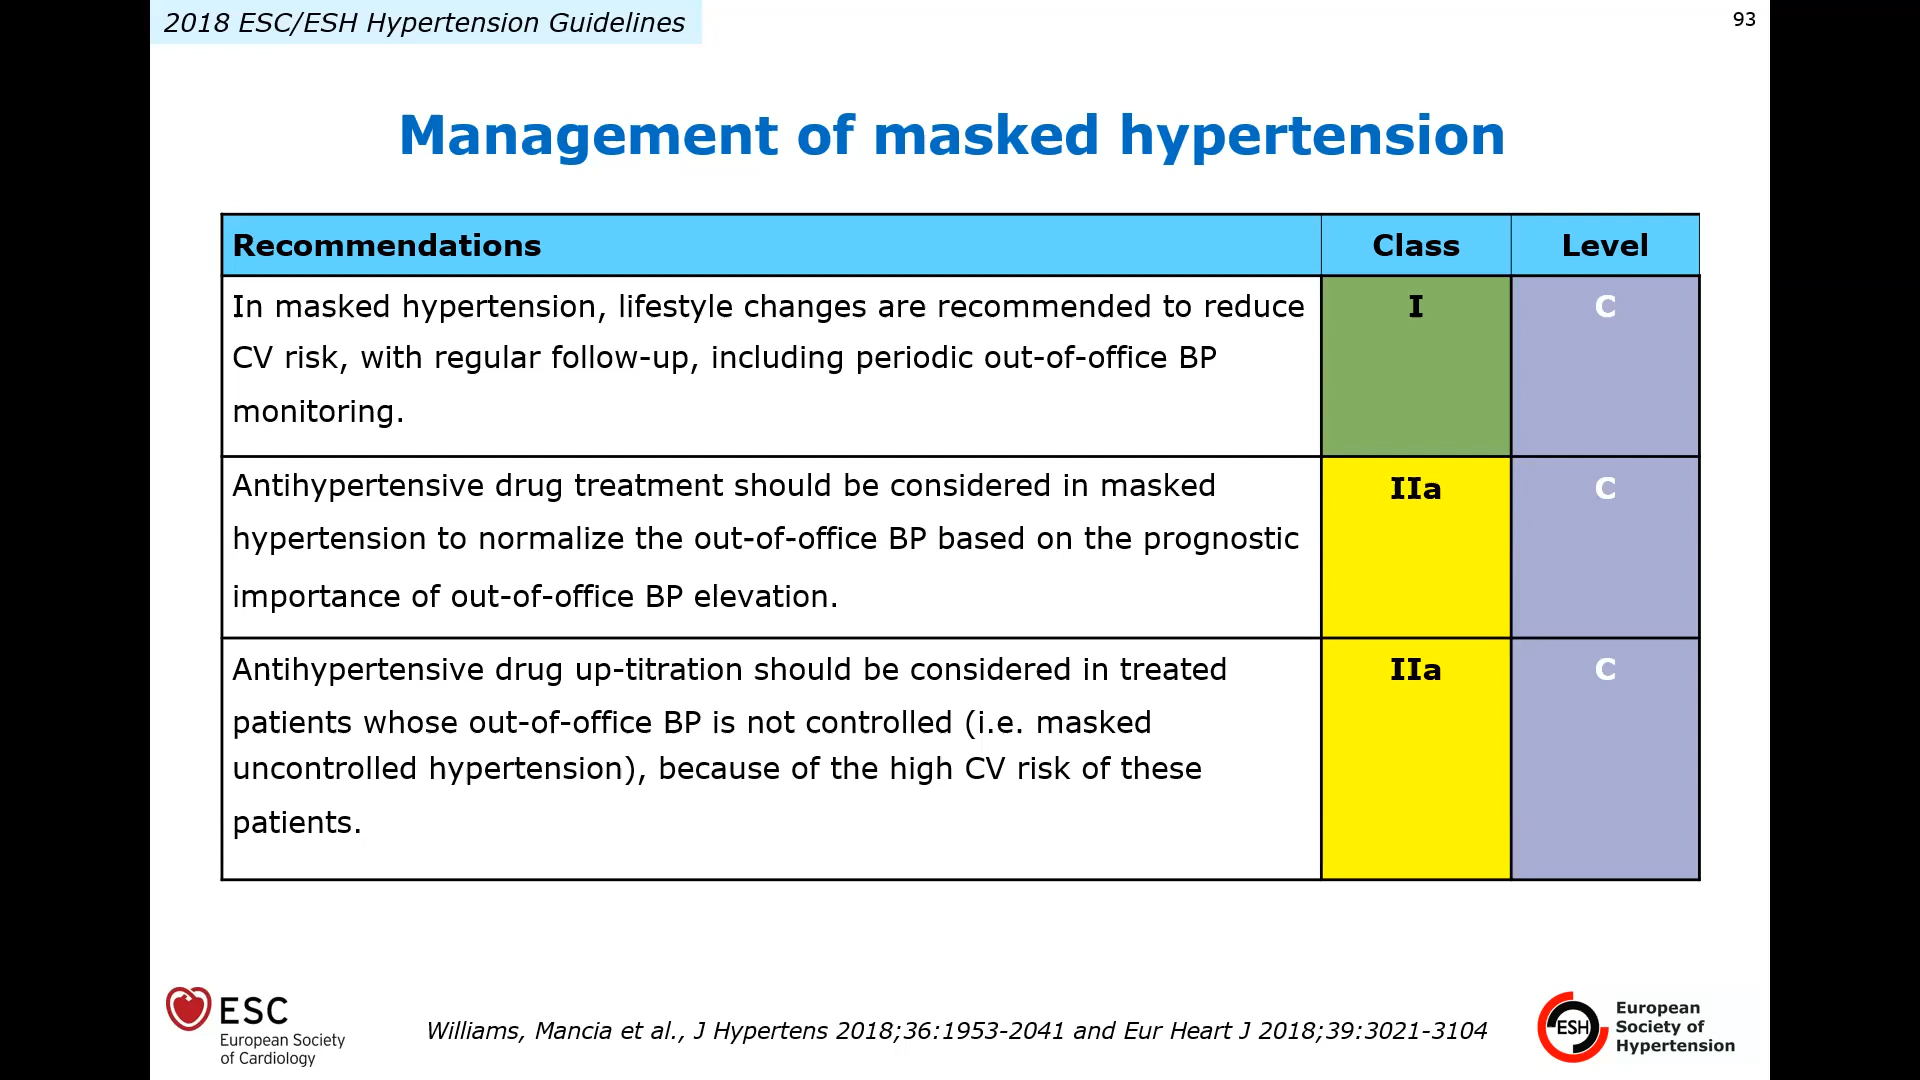 2018 ESC/ESH Hypertension Guidelines
93
Management of masked hypertension
Recommendations Class Level
In masked hypertension, lifestyle changes are recommended to reduce
CV risk, with regular follow-up, including periodic out-of-office BP
monitoring.
I C
Antihypertensive drug treatment should be considered in masked
hypertension to normalize the out-of-office BP based on the prognostic
importance of out-of-office BP elevation.
IIa C
Antihypertensive drug up-titration should be considered in treated
patients whose out-of-office BP is not controlled (i.e. masked
uncontrolled hypertension), because of the high CV risk of these
patients.
IIa C
ESC
European Society
of Cardiology
Williams, Mancia et al., J Hypertens 2018;36:1953-2041 and Eur Heart J 2018;39:3021-3104
ESH
European
Society of
Hypertension